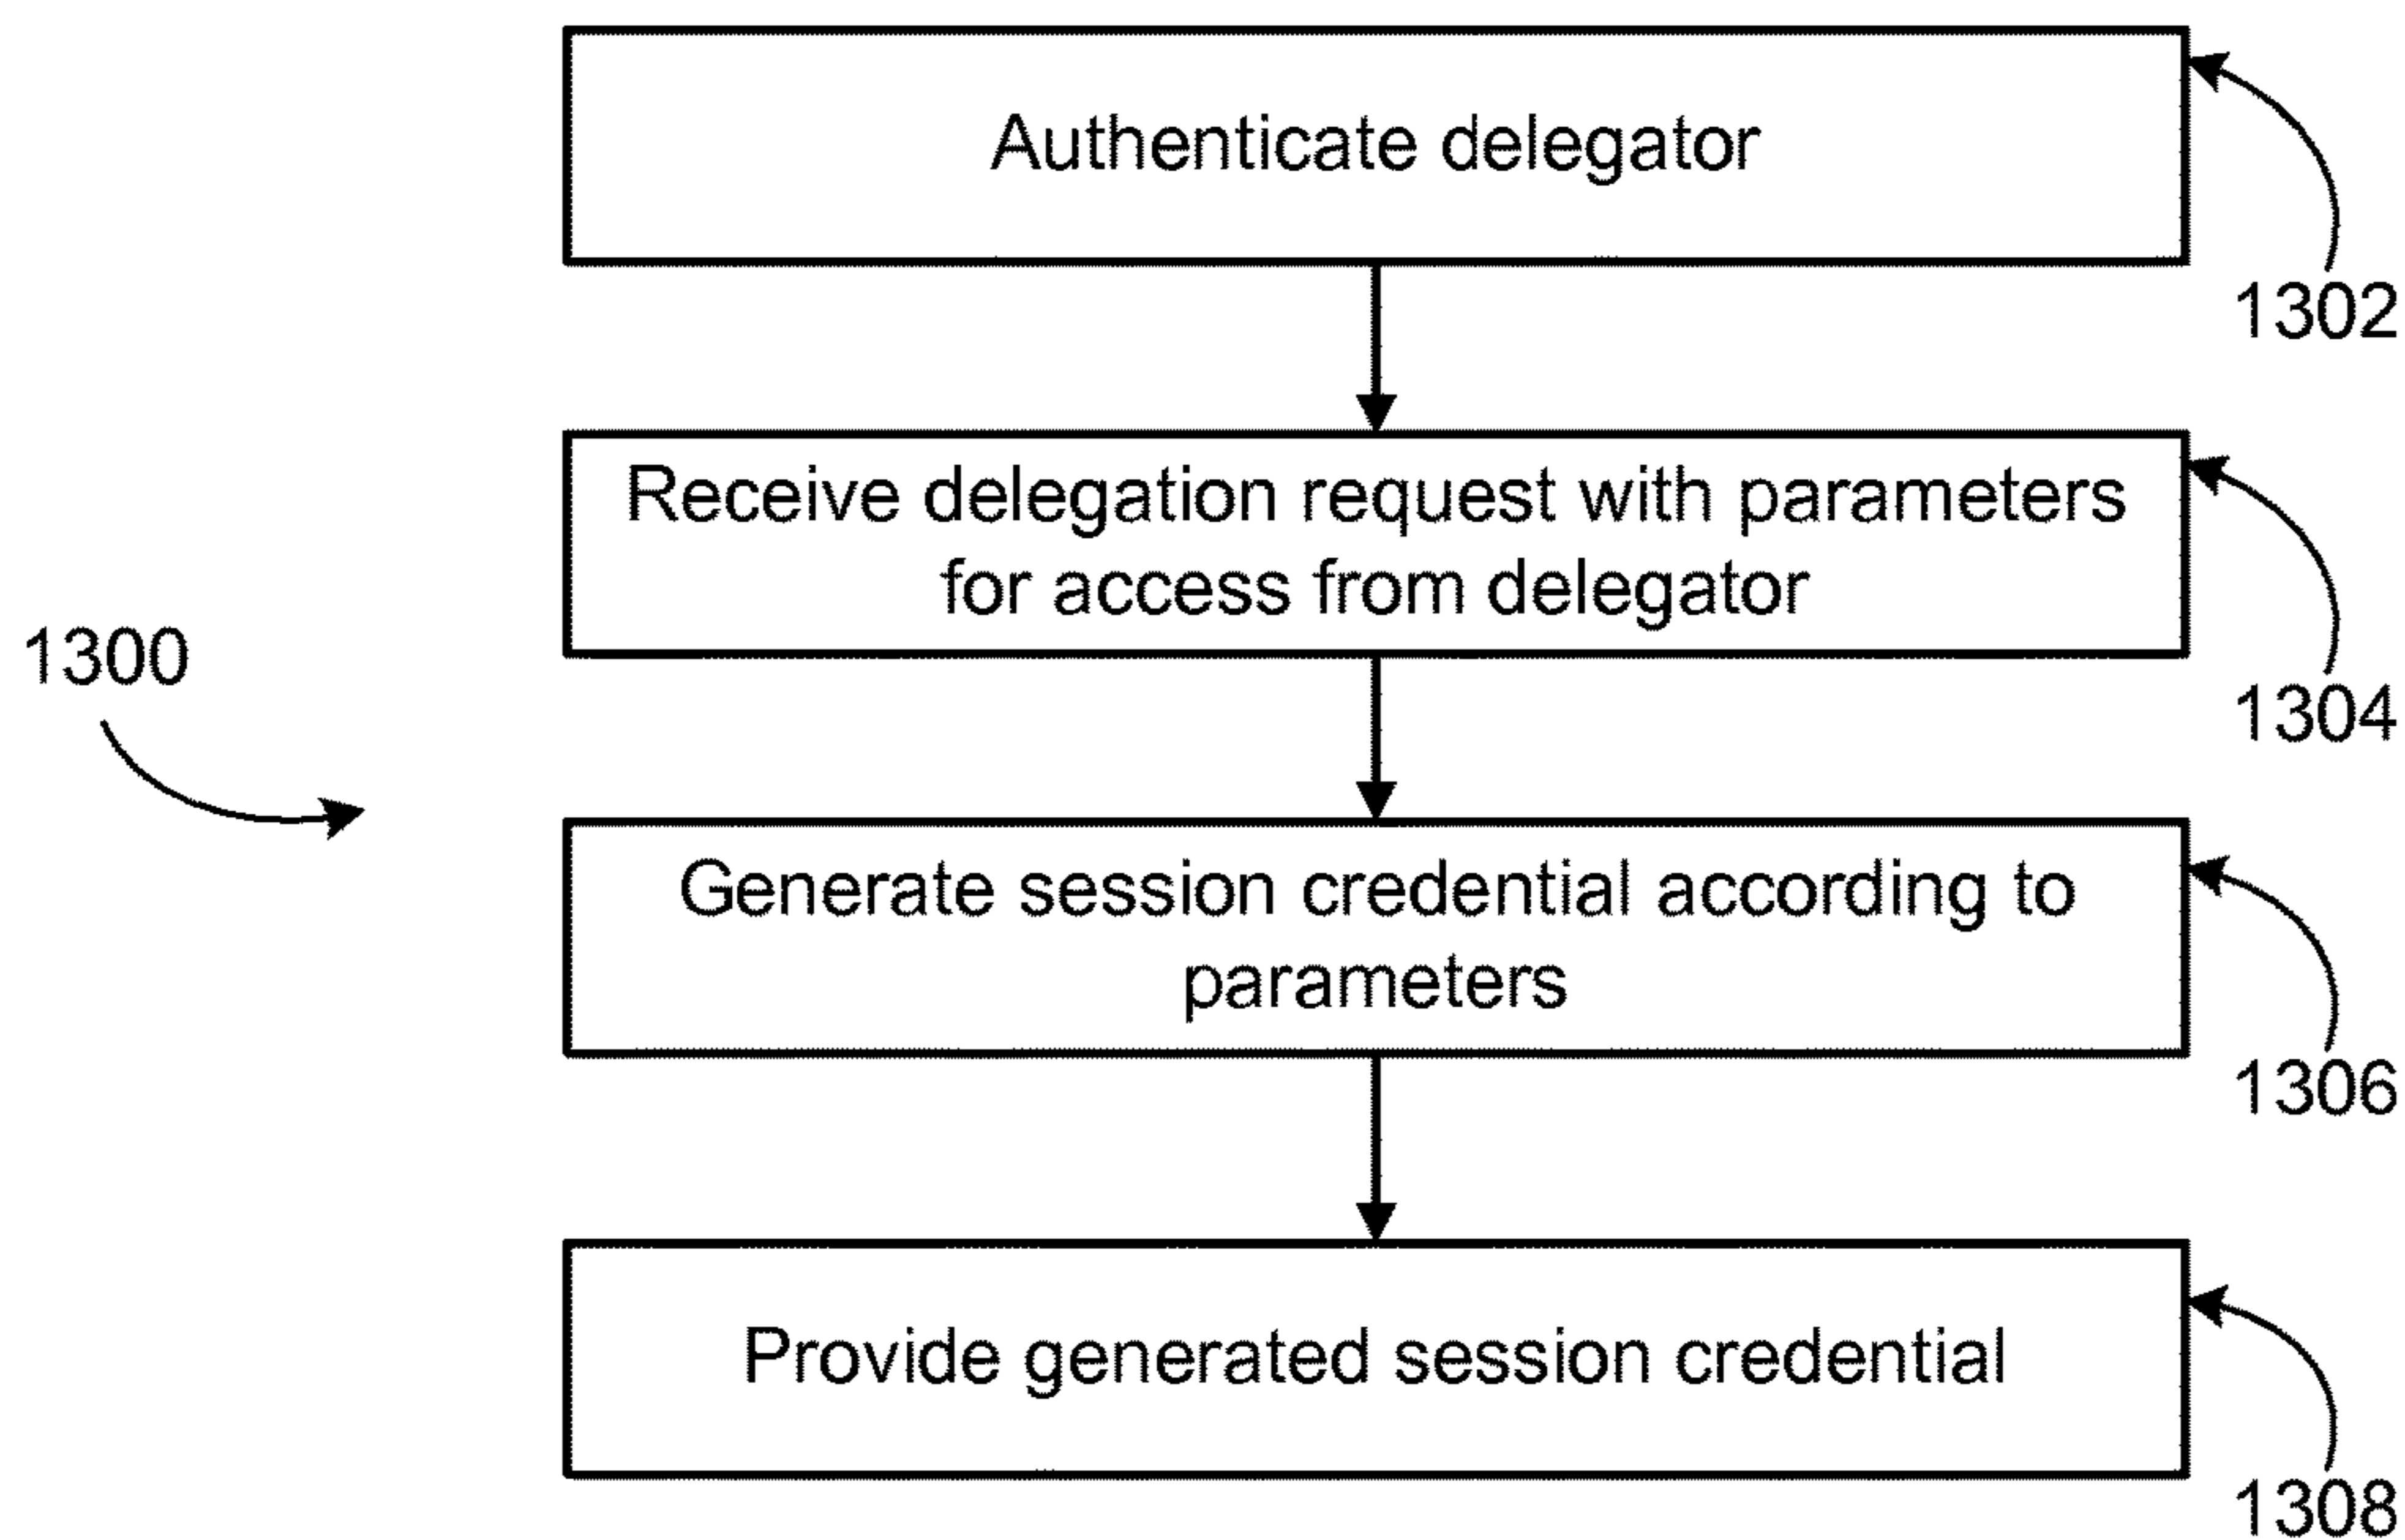 Authenticate delegator
1302
Receive delegation request with parameters
for access from delegator
1300
1304
Generate session credential according to
parameters
1306
Provide generated session credential
1308